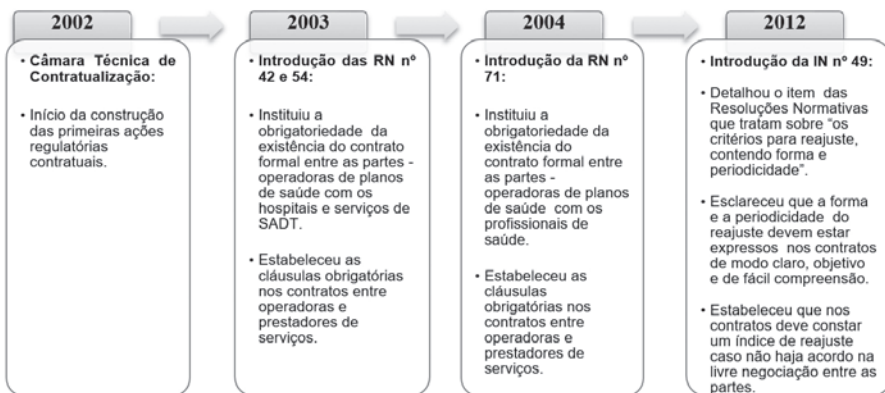 2002
• Câmara Técnica de
Contratualização:
• Início da construção
das primeiras ações
regulatórias
contratuais.
2003
• Introdução das RN nº
42 e 54:
• Instituiu a
obrigatoriedade da
existência do contrato
formal entre as partes -
operadoras de planos
de saúde com os
hospitais e serviços de
SADT.
• Estabeleceu as
cláusulas obrigatórias
nos contratos entre
operadoras e
prestadores de
serviços.
2004
• Introdução da RN nº
71:
• Instituiu a
obrigatoriedade da
existência do
contrato formal entre
as partes -
operadoras de planos
de saúde com os
profissionais de
saúde.
• Estabeleceu as
cláusulas
obrigatórias nos
contratos entre
operadoras e
prestadores de
serviços.
2012
• Introdução da IN nº 49:
• Detalhou o item das
Resoluções Normativas
que tratam sobre “os
critérios para reajuste,
contendo forma e
periodicidade”.
• Esclareceu que a forma
e a periodicidade do
reajuste devem estar
expressos nos contratos
de modo claro, objetivo
e de fácil compreensão.
• Estabeleceu que nos
contratos deve constar
um índice de reajuste
caso não haja acordo na
livre negociação entre as
partes.